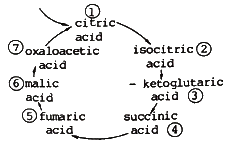 ①
citric
acid
isocitric ②
acid
- ketoglutaric
acid ③
succinic
acid ④
⑤ fumaric
acid
⑥ malic
acid
⑦ oxaloacetic
acid